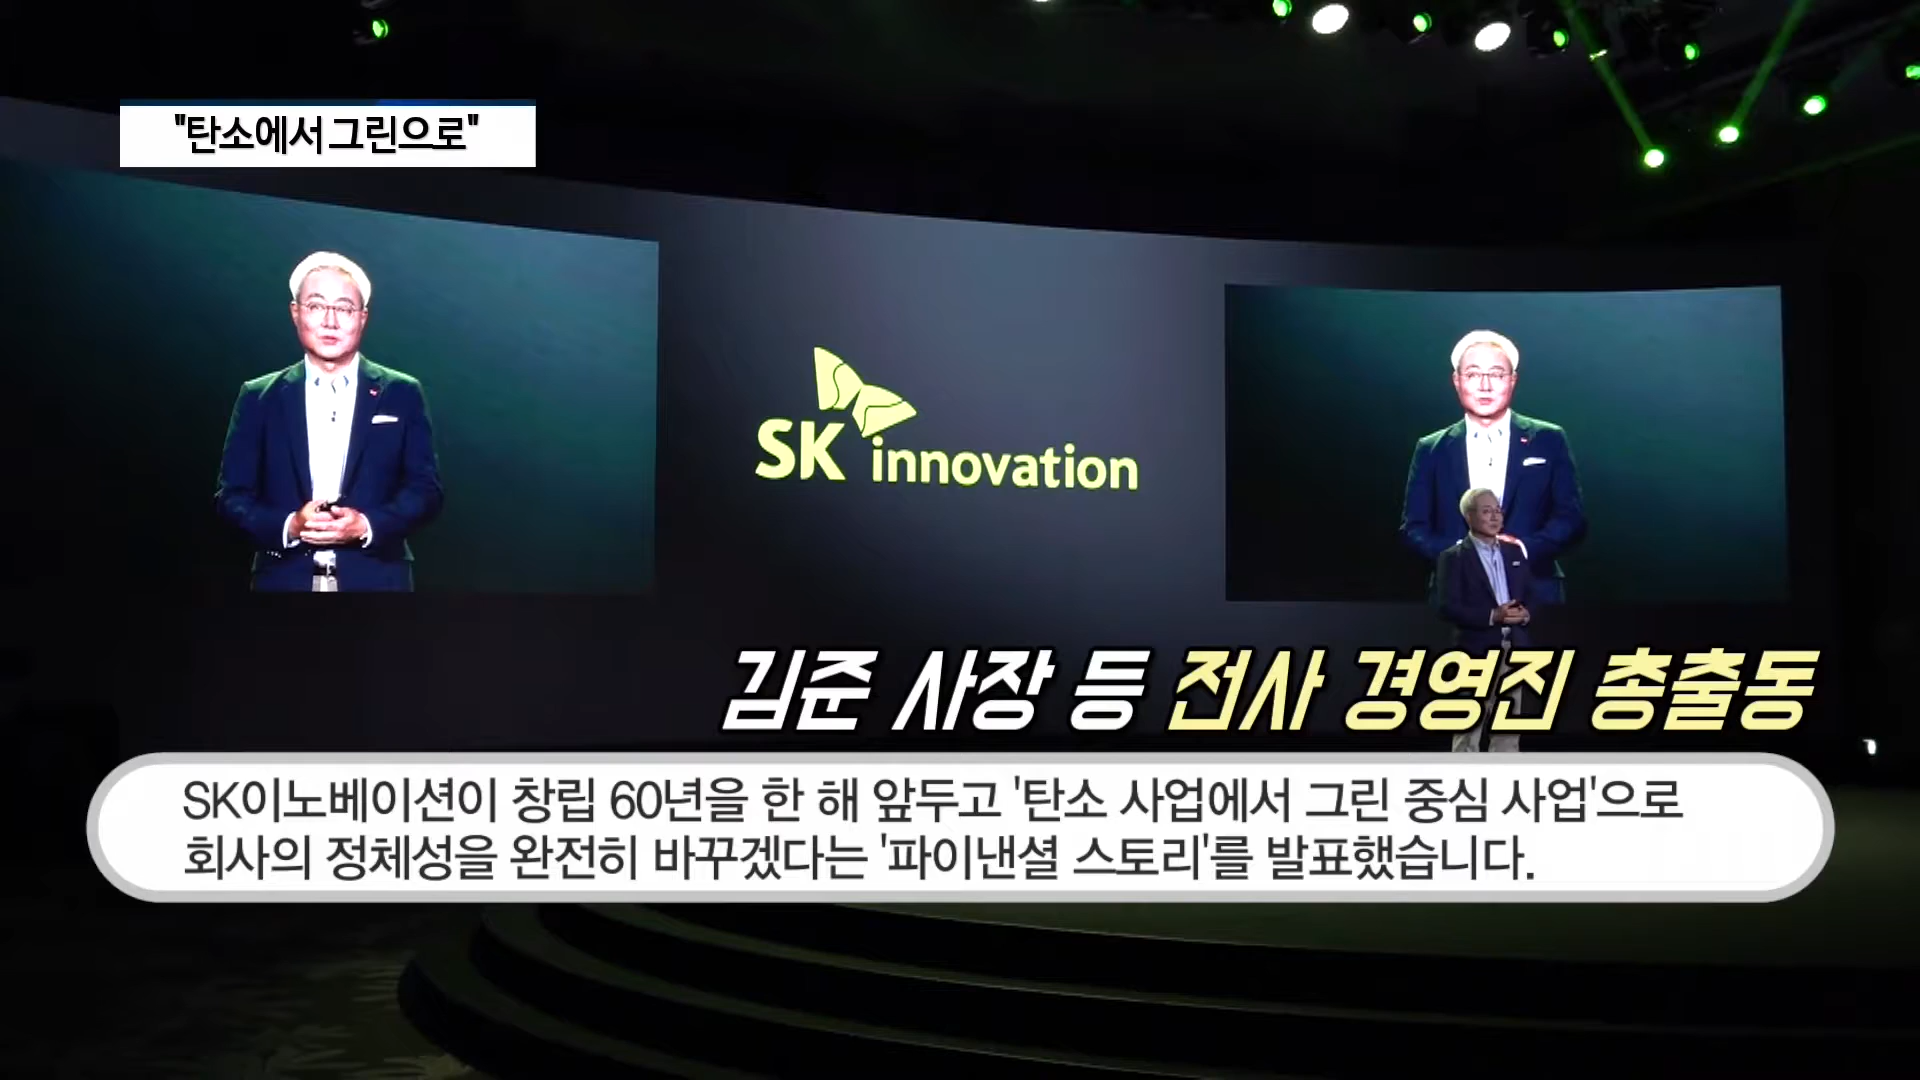 "탄소에서 그린으로"
SK innovation
김준 사장 등 전사 경영진 총출동
SK이노베이션이 창립 60년을 한 해 앞두고 '탄소 사업에서 그린 중심 사업'으로
회사의 정체성을 완전히 바꾸겠다는 '파이낸셜 스토리'를 발표했습니다.